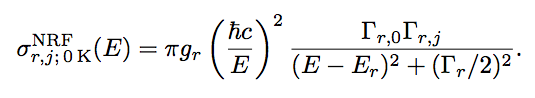 σ^{NRF}_{r,j; 0 K}(E) = πg_r (ħc/E)^2 Γ_{r,0}Γ_{r,j} / ((E − E_r)^2 + (Γ_r/2)^2).